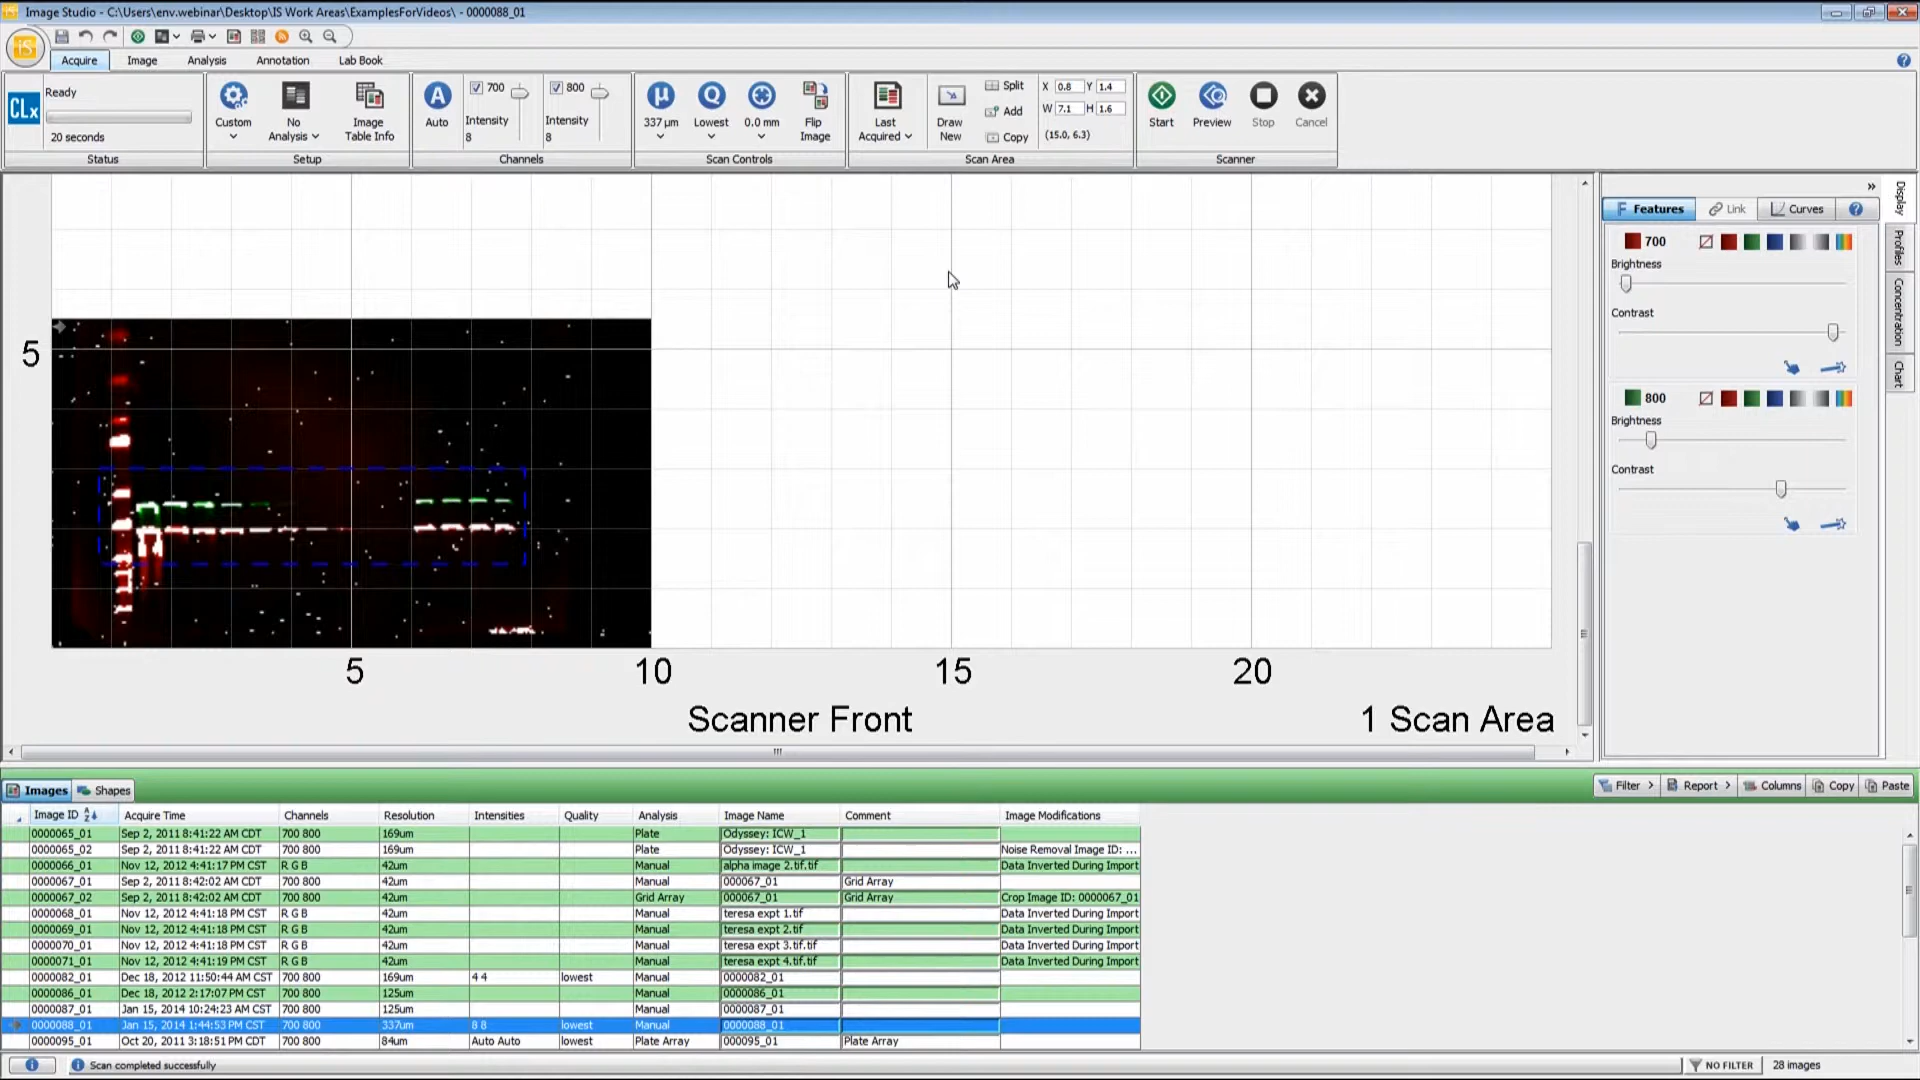 Image Studio - C:\Users\env.webinar\Desktop\IS Work Areas\ExamplesForVideos\ - 0000088_01
iS
Acquire Image Analysis Annotation Lab Book
CLx
Ready
20 seconds
Status
Custom
No Analysis
Image Table Info
Setup
A
Auto
700
Intensity
8
800
Intensity
8
Channels
µ
337 µm
Q
Lowest
0.0 mm
Flip Image
Scan Controls
Last Acquired
Draw New
Split
Add
Copy
X 0.8 Y 1.4
W 7.1 H 1.6
(15.0, 6.3)
Scan Area
Start
Preview
Stop
Cancel
Scanner
5
5 10 15 20
Scanner Front
1 Scan Area
F Features Link Curves ?
700
Brightness
Contrast
800
Brightness
Contrast
Display
Profiles
Concentration
Chart
Images Shapes
Filter Report Columns Copy Paste
Image ID Acquire Time Channels Resolution Intensities Quality Analysis Image Name Comment Image Modifications
0000065_01 Sep 2, 2011 8:41:22 AM CDT 700 800 169um Plate Odyssey: ICW_1
0000065_02 Sep 2, 2011 8:41:22 AM CDT 700 800 169um Plate Odyssey: ICW_1 Noise Removal Image ID: ...
0000066_01 Nov 12, 2012 4:41:17 PM CST R G B 42um Manual alpha image 2.tif.tif Data Inverted During Import
0000067_01 Sep 2, 2011 8:42:02 AM CDT 700 800 42um Manual 000067_01 Grid Array
0000067_02 Sep 2, 2011 8:42:02 AM CDT 700 800 42um Grid Array 000067_01 Grid Array Crop Image ID: 0000067_01
0000068_01 Nov 12, 2012 4:41:18 PM CST R G B 42um Manual teresa expt 1.tif Data Inverted During Import
0000069_01 Nov 12, 2012 4:41:18 PM CST R G B 42um Manual teresa expt 2.tif Data Inverted During Import
0000070_01 Nov 12, 2012 4:41:18 PM CST R G B 42um Manual teresa expt 3.tif.tif Data Inverted During Import
0000071_01 Nov 12, 2012 4:41:19 PM CST R G B 42um Manual teresa expt 4.tif.tif Data Inverted During Import
0000082_01 Dec 18, 2012 11:50:44 AM CST 700 800 169um 4 4 lowest Manual 0000082_01
0000086_01 Dec 18, 2012 2:17:07 PM CST 700 800 125um Manual 0000086_01
0000087_01 Jan 15, 2014 10:24:23 AM CST 700 800 125um Manual 0000087_01
0000088_01 Jan 15, 2014 1:44:53 PM CST 700 800 337um 8 8 lowest Manual 0000088_01
0000095_01 Oct 20, 2011 3:18:51 PM CDT 700 800 84um Auto Auto lowest Plate Array 000095_01 Plate Array
Scan completed successfully
NO FILTER 28 images